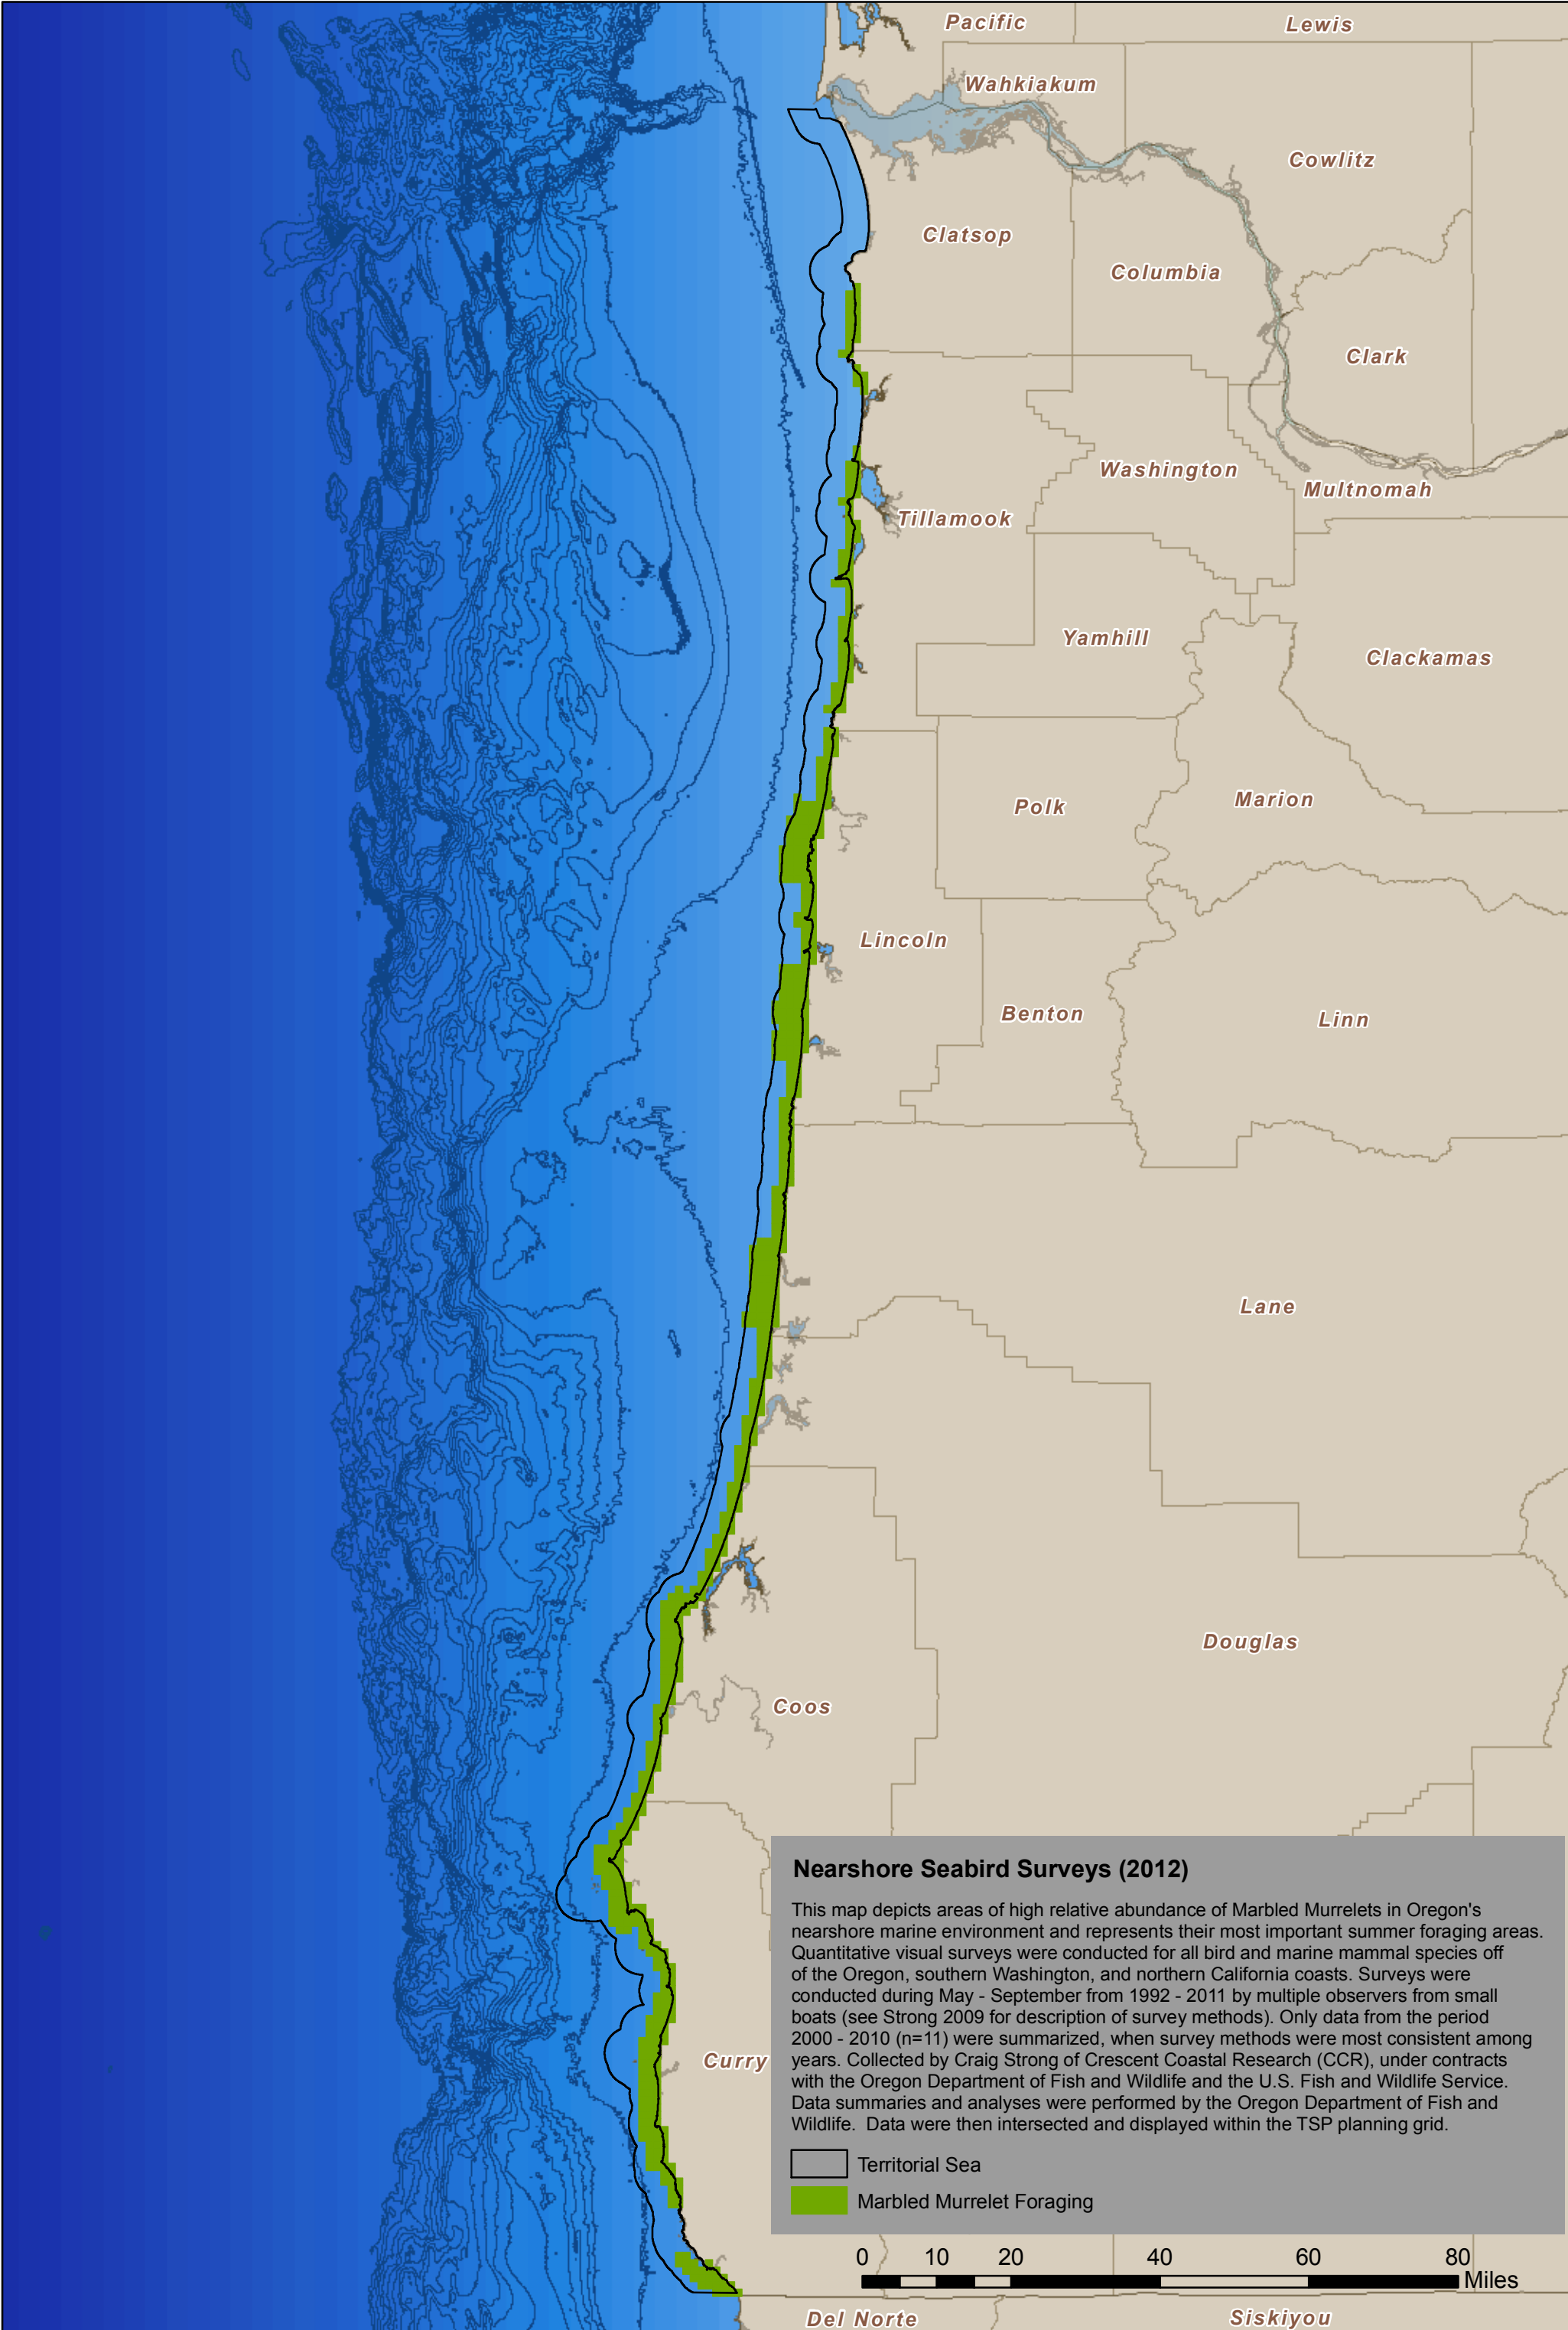 Pacific
Lewis
Wahkiakum
Cowlitz
Clatsop
Columbia
Clark
Washington
Multnomah
Tillamook
Yamhill
Clackamas
Polk
Marion
Lincoln
Benton
Linn
Lane
Douglas
Coos
Curry
Nearshore Seabird Surveys (2012)
This map depicts areas of high relative abundance of Marbled Murrelets in Oregon's
nearshore marine environment and represents their most important summer foraging areas.
Quantitative visual surveys were conducted for all bird and marine mammal species off
of the Oregon, southern Washington, and northern California coasts. Surveys were
conducted during May - September from 1992 - 2011 by multiple observers from small
boats (see Strong 2009 for description of survey methods). Only data from the period
2000 - 2010 (n=11) were summarized, when survey methods were most consistent among
years. Collected by Craig Strong of Crescent Coastal Research (CCR), under contracts
with the Oregon Department of Fish and Wildlife and the U.S. Fish and Wildlife Service.
Data summaries and analyses were performed by the Oregon Department of Fish and
Wildlife. Data were then intersected and displayed within the TSP planning grid.
Territorial Sea
Marbled Murrelet Foraging
0 10 20 40 60 80
Miles
Del Norte
Siskiyou